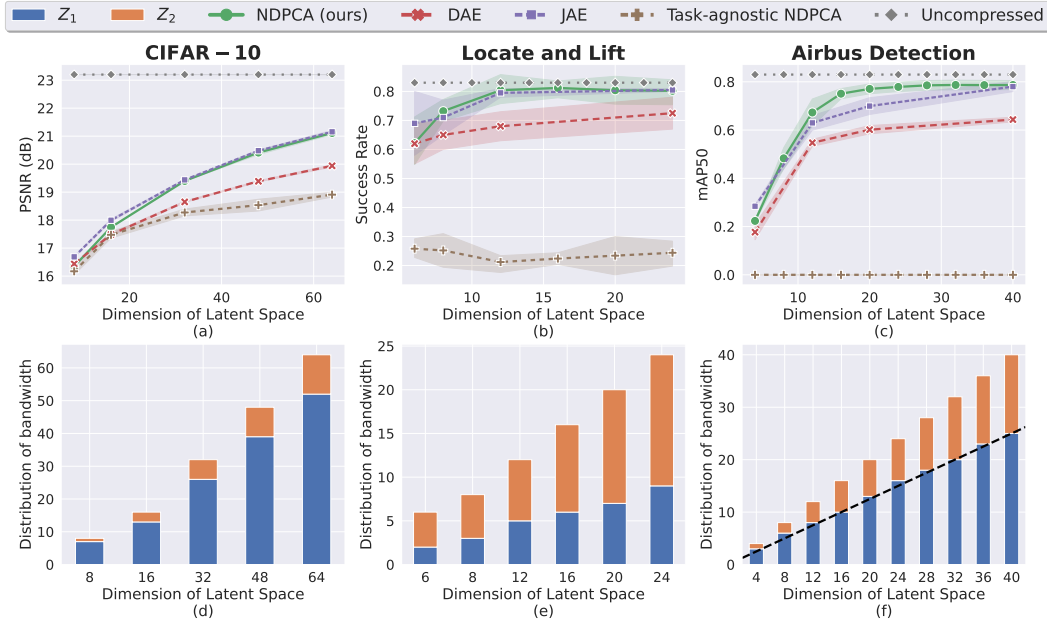 Z1 Z2 NDPCA (ours) DAE JAE Task-agnostic NDPCA Uncompressed
CIFAR − 10
23
22
21
20
19
18
17
16
PSNR (dB)
20 40 60
Dimension of Latent Space
(a)
Locate and Lift
0.8
0.7
0.6
0.5
0.4
0.3
0.2
Success Rate
10 15 20
Dimension of Latent Space
(b)
Airbus Detection
0.8
0.6
0.4
0.2
0.0
mAP50
10 20 30 40
Dimension of Latent Space
(c)
60
50
40
30
20
10
0
Distribution of bandwidth
8 16 32 48 64
Dimension of Latent Space
(d)
25
20
15
10
5
0
Distribution of bandwidth
6 8 12 16 20 24
Dimension of Latent Space
(e)
40
30
20
10
0
Distribution of bandwidth
4 8 12 16 20 24 28 32 36 40
Dimension of Latent Space
(f)